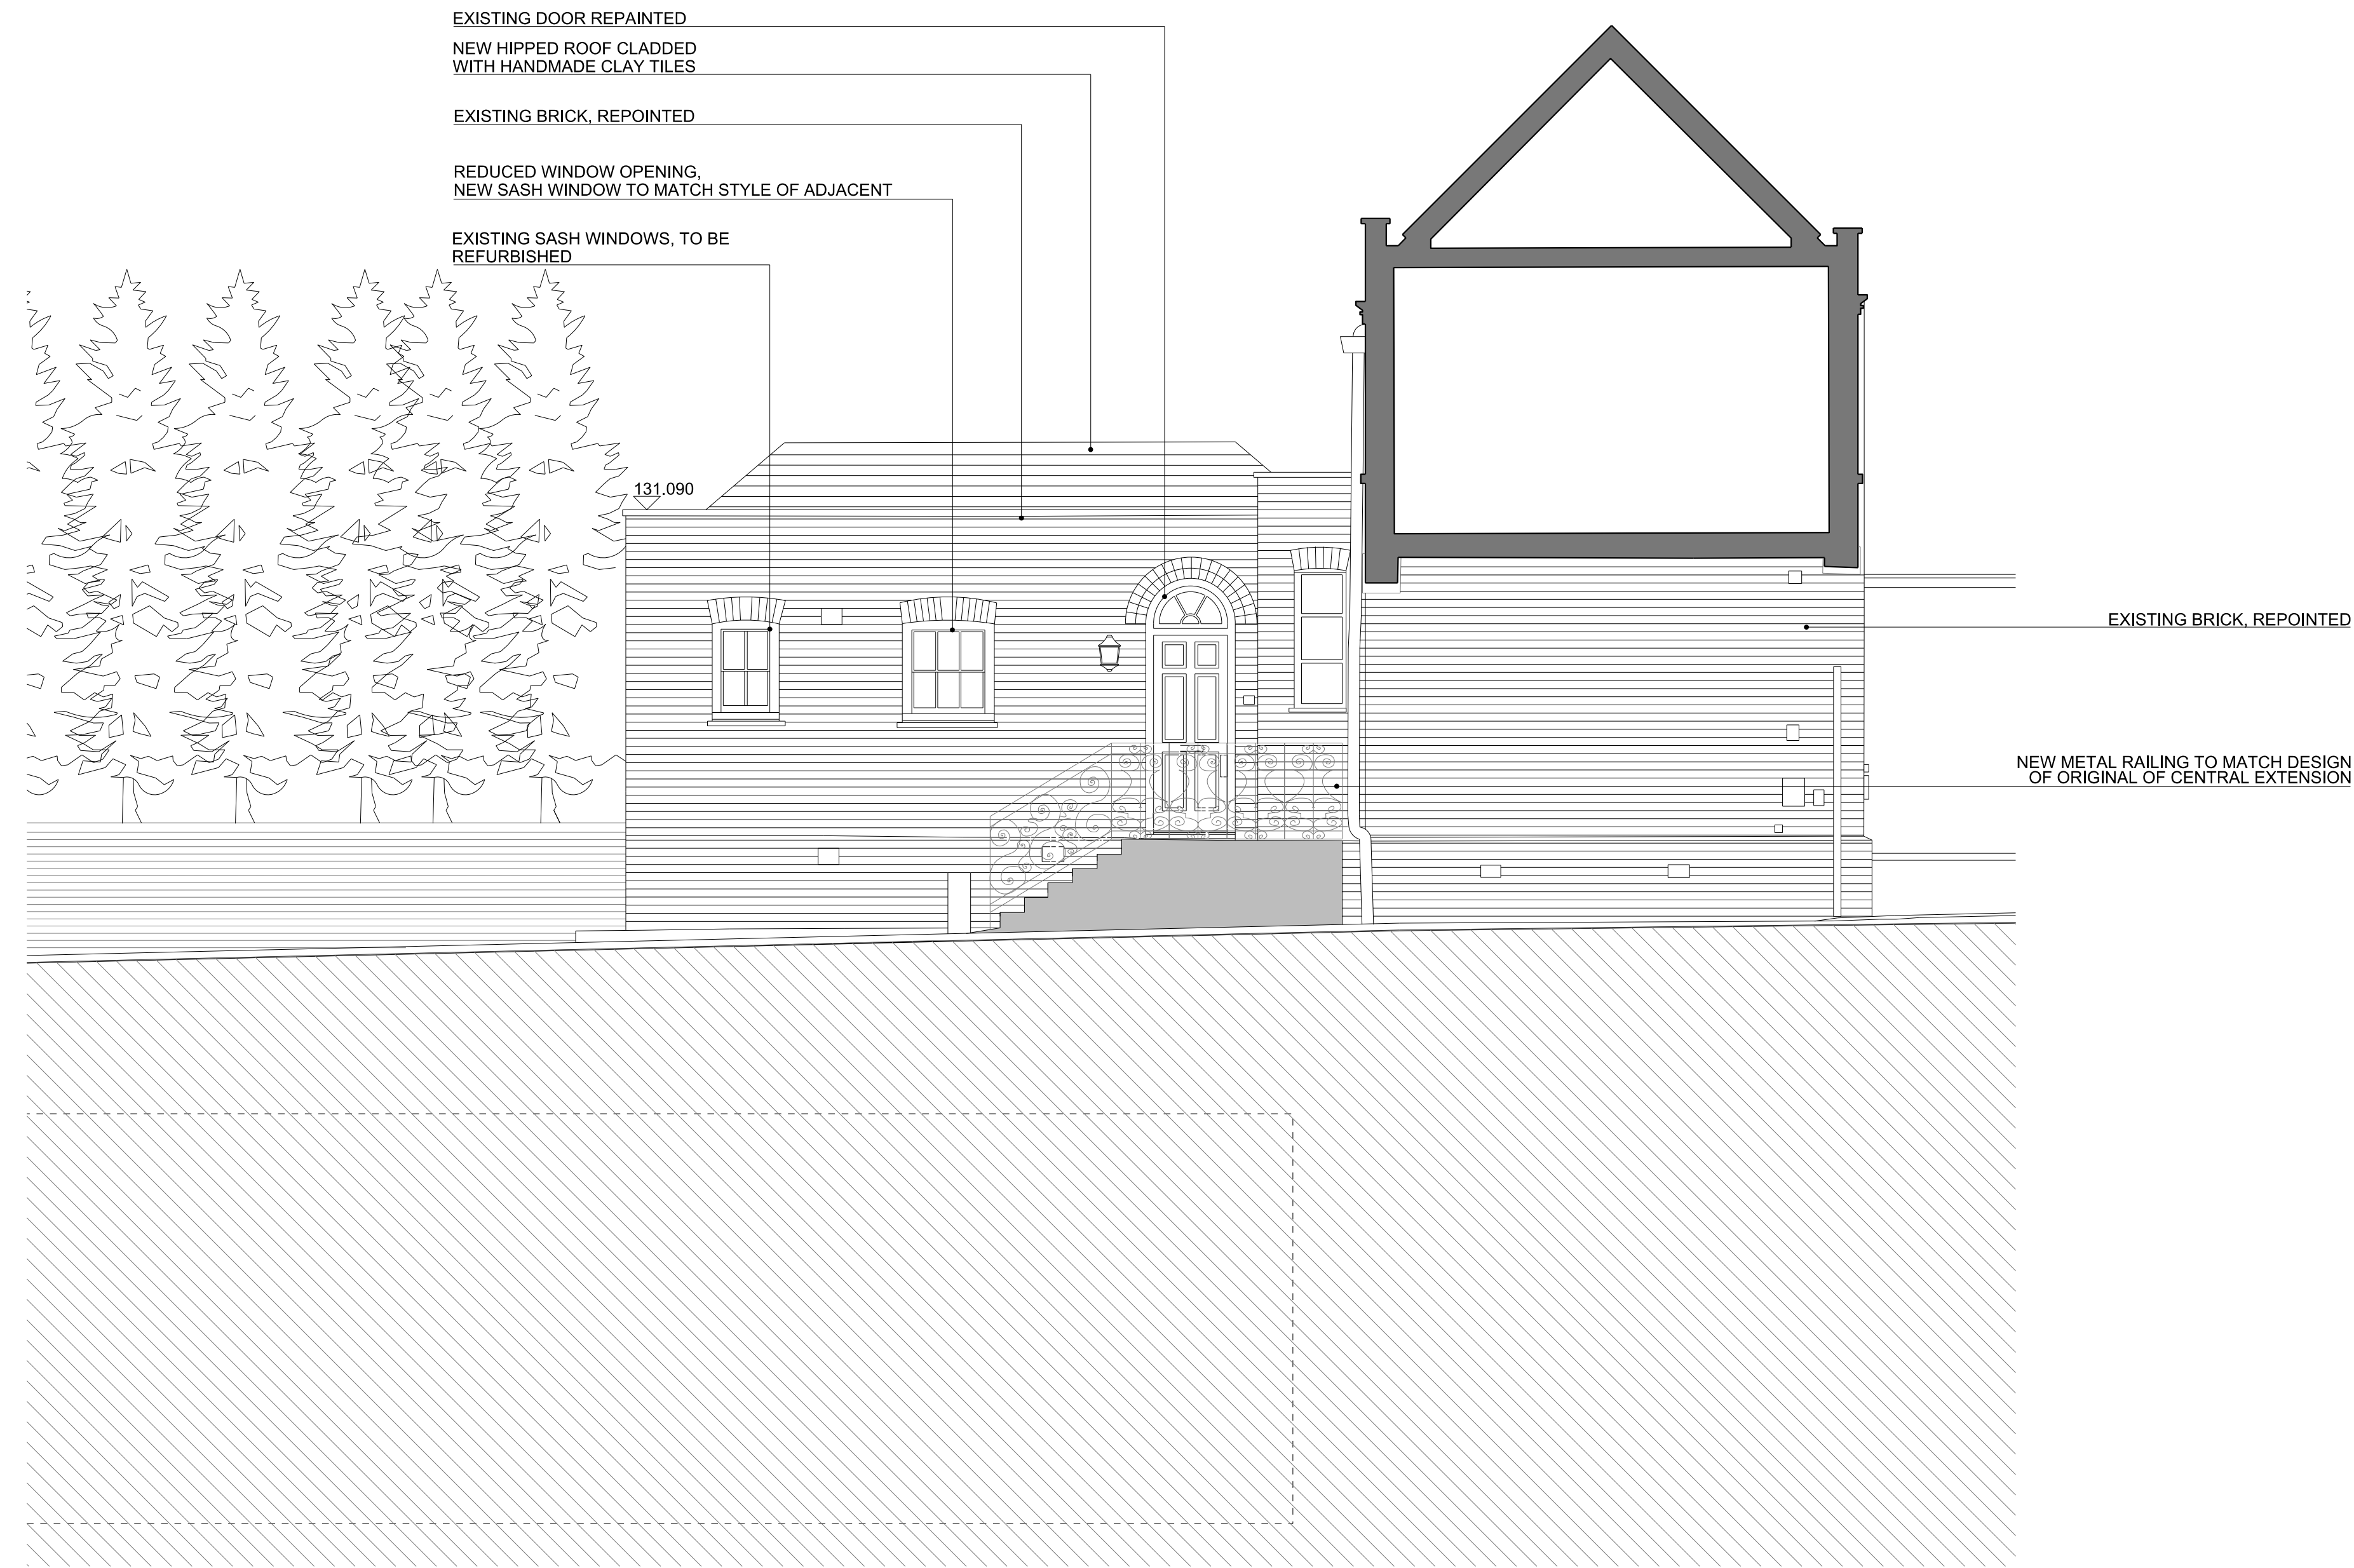 EXISTING DOOR REPAINTED
NEW HIPPED ROOF CLADDED
WITH HANDMADE CLAY TILES
EXISTING BRICK, REPOINTED
REDUCED WINDOW OPENING,
NEW SASH WINDOW TO MATCH STYLE OF ADJACENT
EXISTING SASH WINDOWS, TO BE
REFURBISHED
131.090
EXISTING BRICK, REPOINTED
NEW METAL RAILING TO MATCH DESIGN
OF ORIGINAL OF CENTRAL EXTENSION